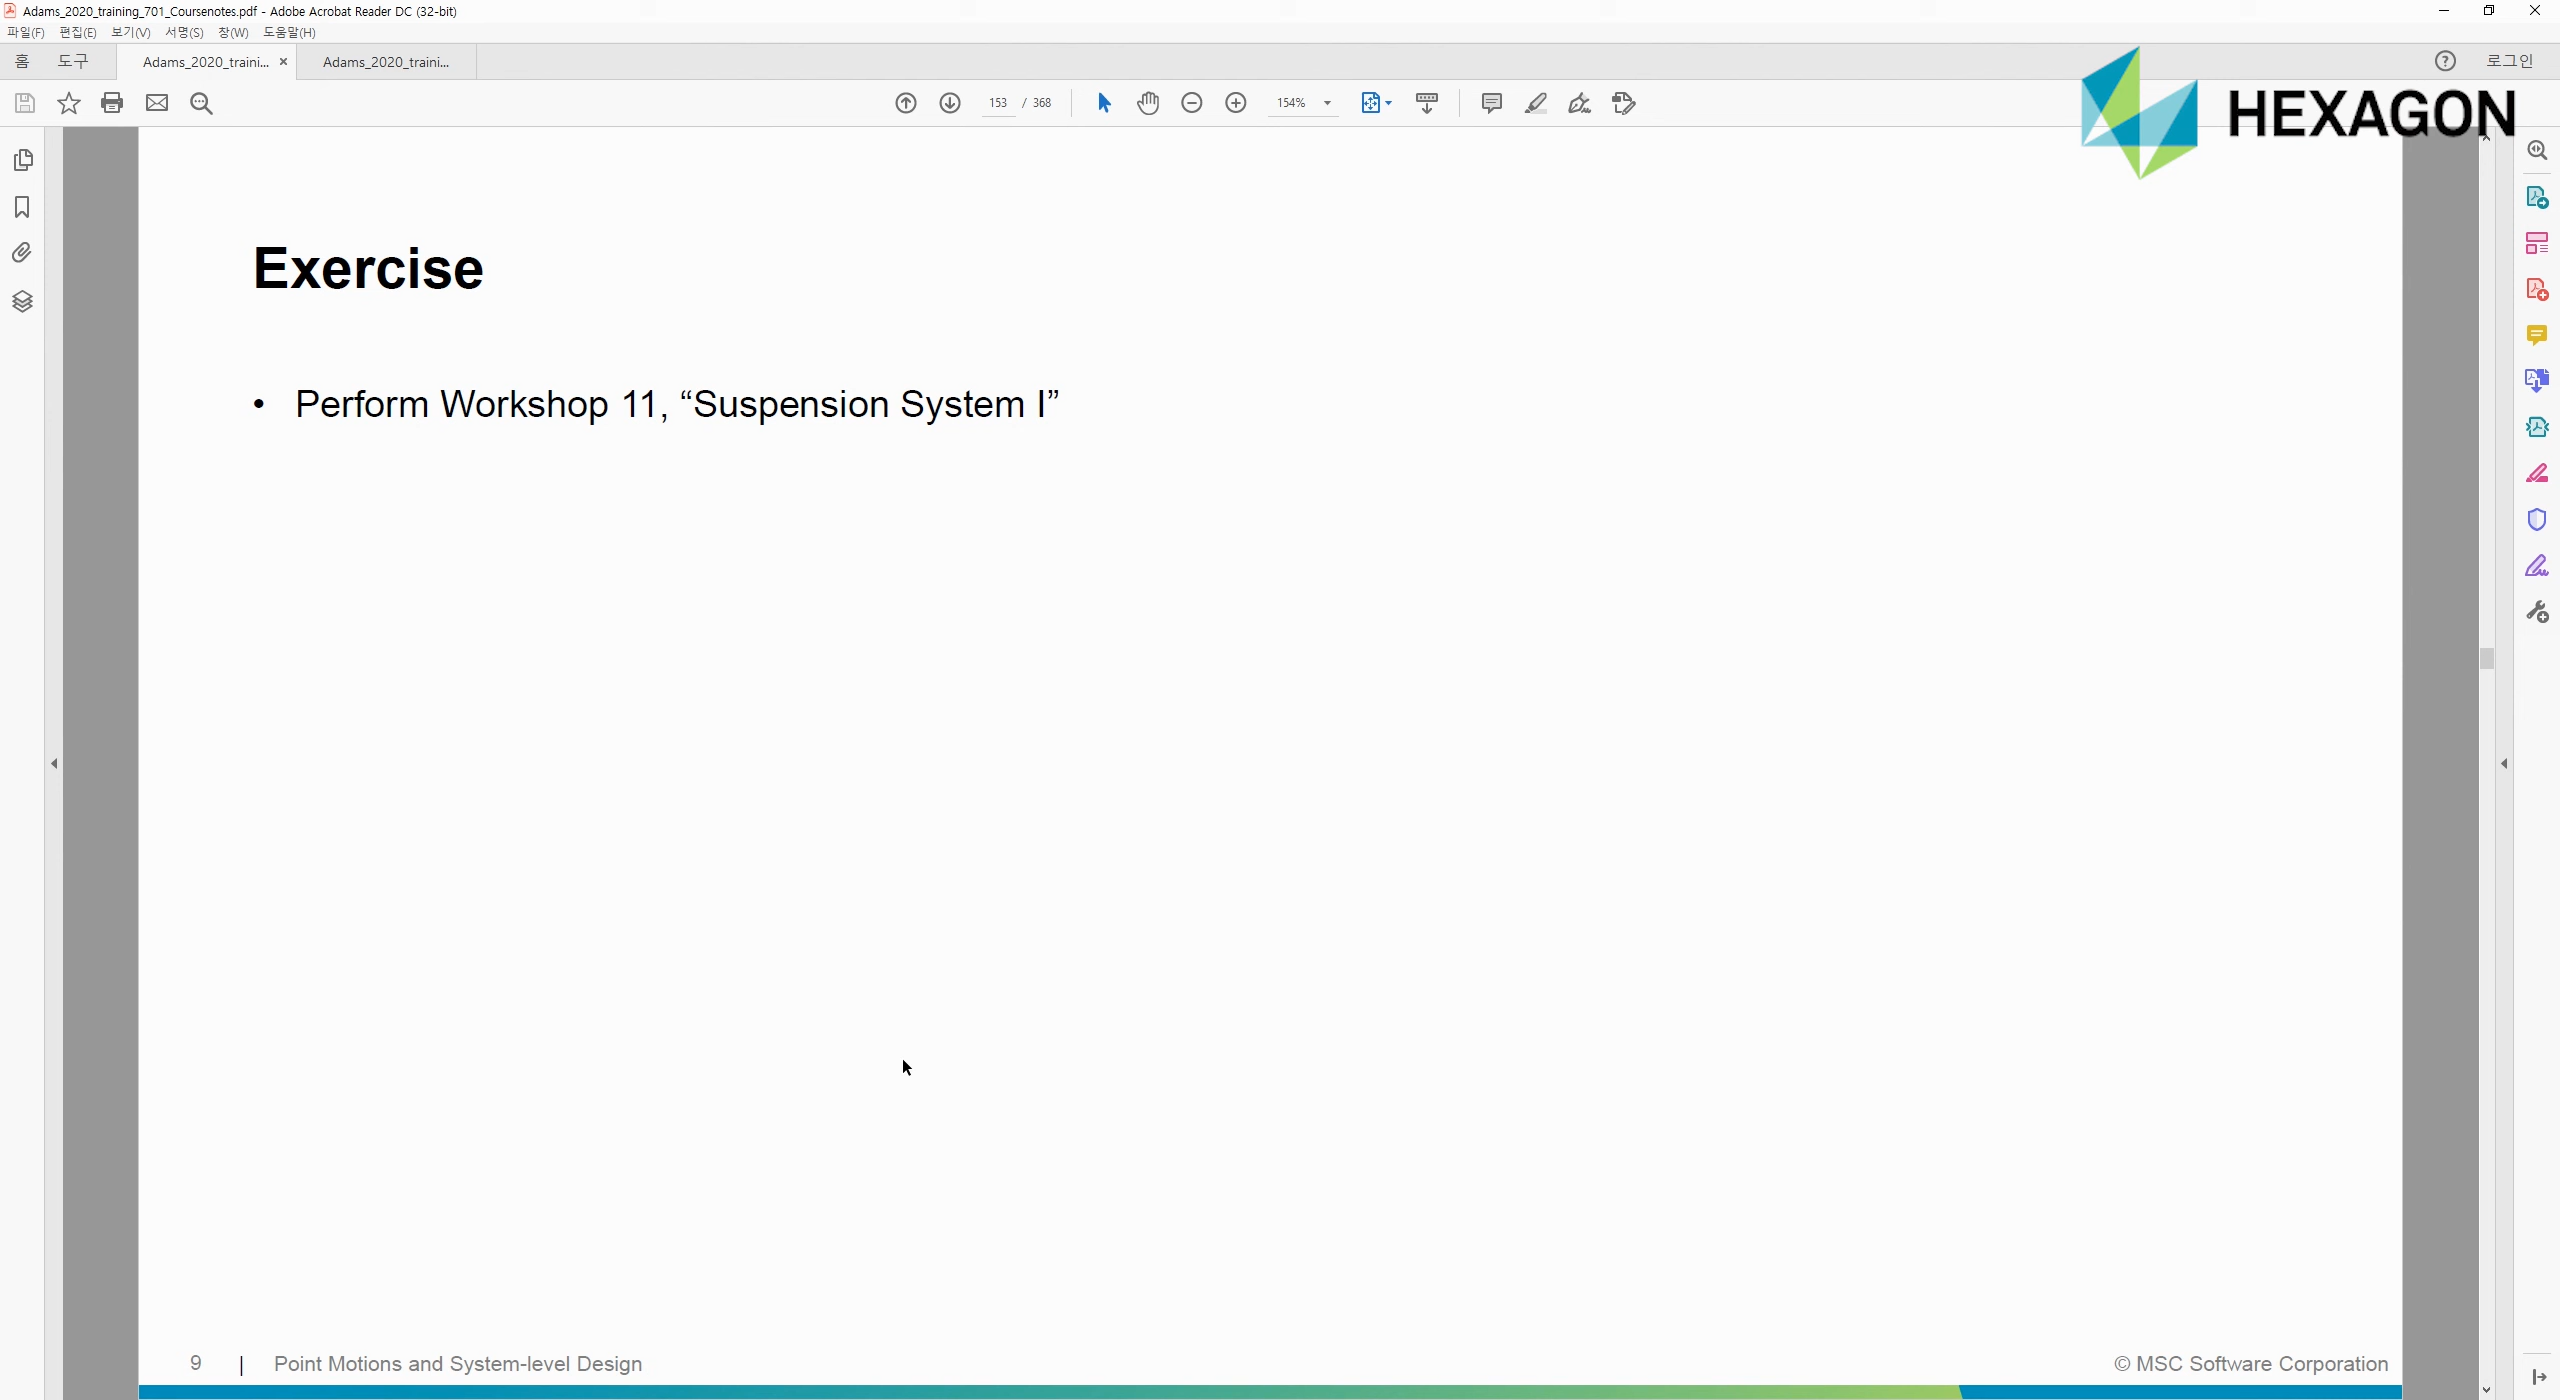 Adams_2020_training_701_Coursenotes.pdf - Adobe Acrobat Reader DC (32-bit)
파일(F) 편집(E) 보기(V) 서명(S) 창(W) 도움말(H)
홈 도구 Adams_2020_traini... Adams_2020_traini... 로그인
153 / 368 154%
HEXAGON
Exercise
• Perform Workshop 11, “Suspension System I”
9 | Point Motions and System-level Design © MSC Software Corporation